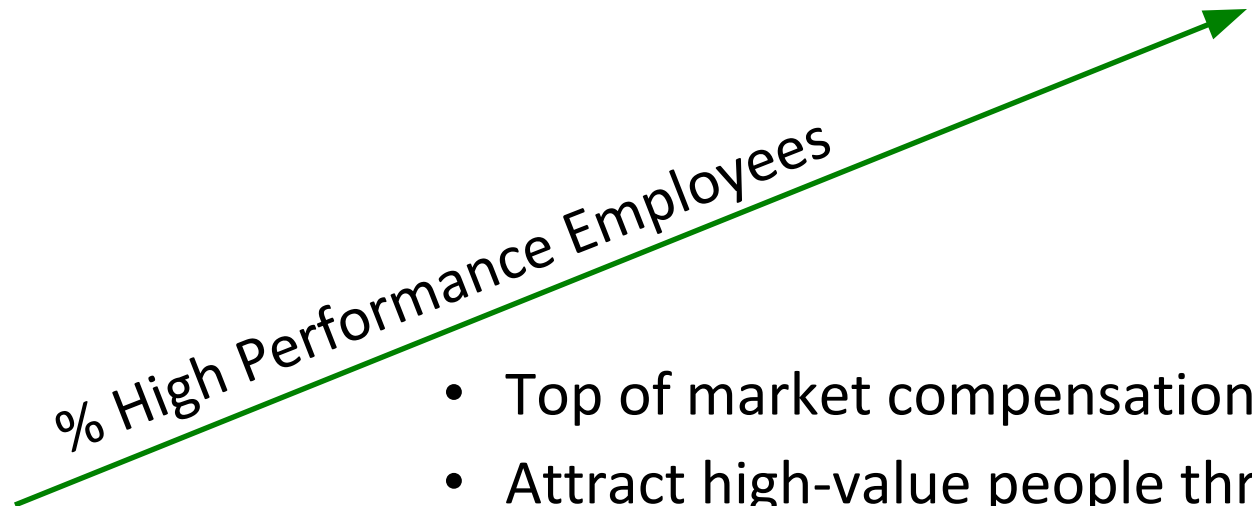 % High Performance Employees
• Top of market compensation
• Attract high-value people